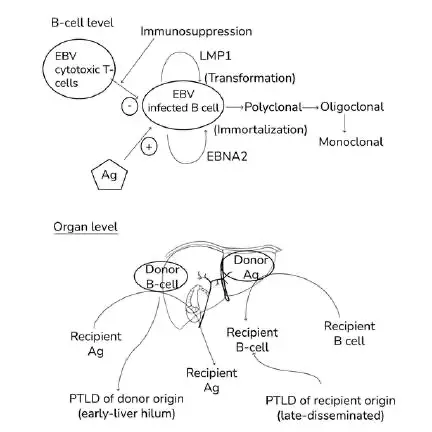 B-cell level
Immunosuppression
EBV
cytotoxic T-
cells
LMP1
(Transformation)
-
EBV
infected B cell
Polyclonal
Oligoclonal
(Immortalization)
Monoclonal
+
EBNA2
Ag
Organ level
Donor
B-cell
Donor
Ag
Recipient
Ag
Recipient
B-cell
Recipient
B cell
Recipient
Ag
PTLD of donor origin
(early-liver hilum)
PTLD of recipient origin
(late-disseminated)